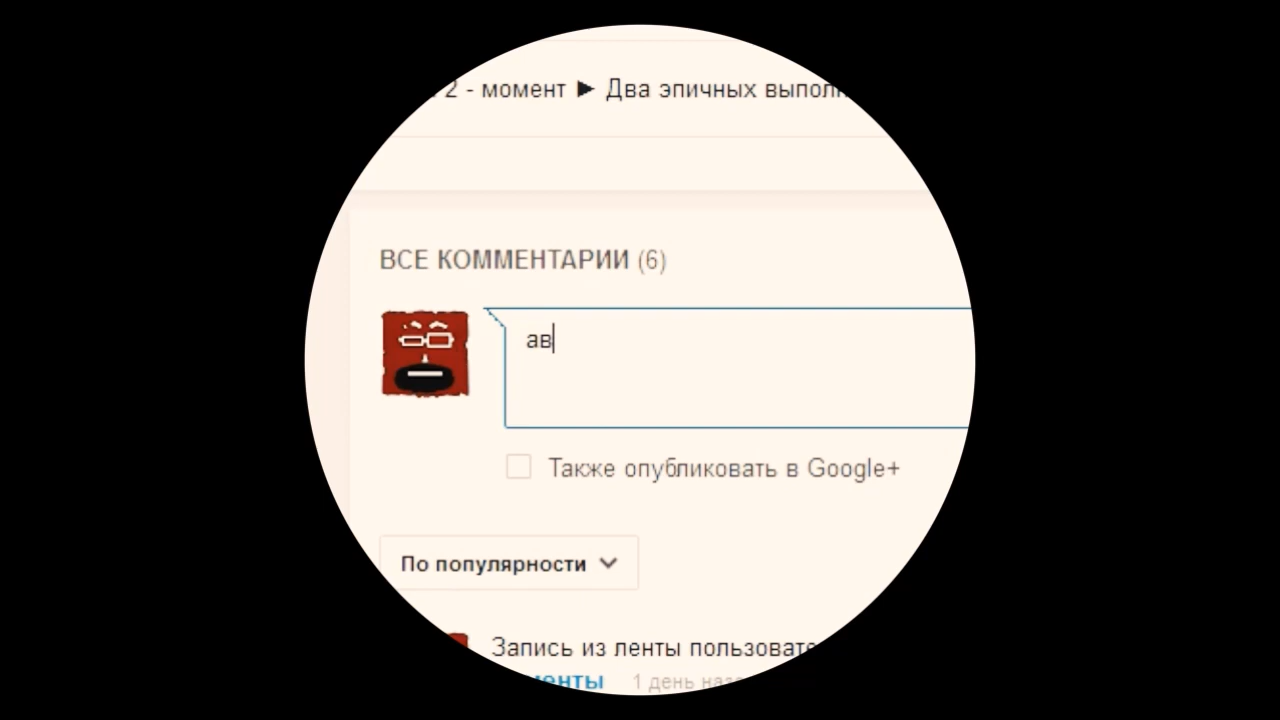 2 - момент ► Два эпичных
ВСЕ КОММЕНТАРИИ (6)
ав
Также опубликовать в Google+
По популярности
Запись из ленты
1 день